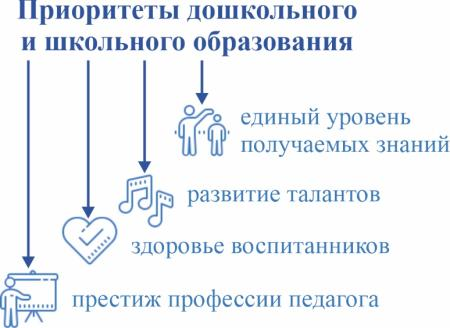 Приоритеты дошкольного
и школьного образования
единый уровень
получаемых знаний
развитие талантов
здоровье воспитанников
престиж профессии педагога